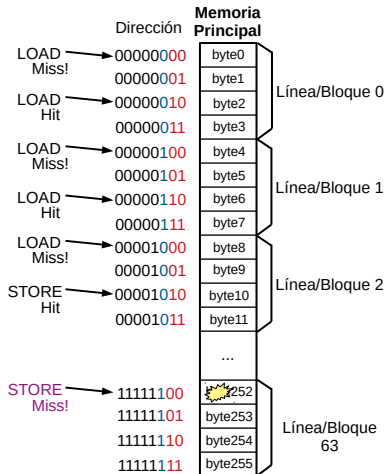 Dirección
Memoria
Principal
LOAD
Miss!
00000000 byte0
00000001 byte1
LOAD
Hit
00000010 byte2
00000011 byte3
Línea/Bloque 0
LOAD
Miss!
00000100 byte4
00000101 byte5
LOAD
Hit
00000110 byte6
00000111 byte7
Línea/Bloque 1
LOAD
Miss!
00001000 byte8
00001001 byte9
STORE
Hit
00001010 byte10
00001011 byte11
Línea/Bloque 2
...
STORE
Miss!
11111100 252
11111101 byte253
11111110 byte254
11111111 byte255
Línea/Bloque
63